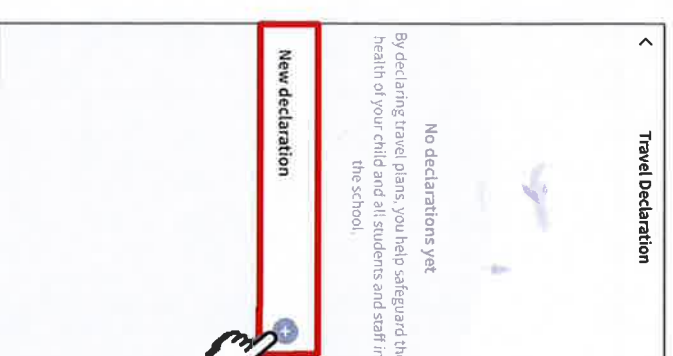 Travel Declaration
No declarations yet
By declaring travel plans, you help safeguard the
health of your child and all students and staff in
the school,
New declaration